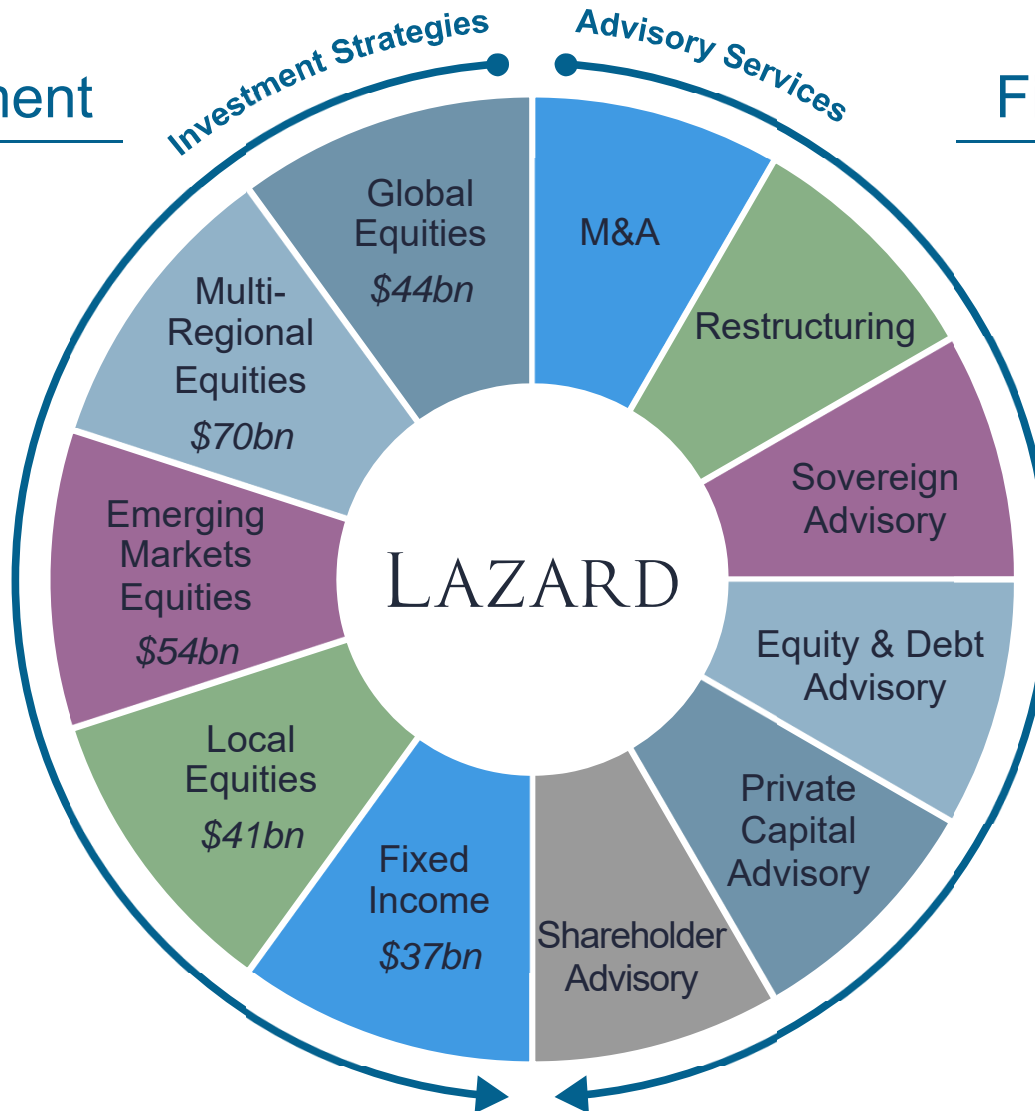 Investment Strategies
Advisory Services
Global
Equities
$44bn
M&A
Multi-
Regional
Equities
$70bn
Restructuring
Emerging
Markets
Equities
$54bn
Sovereign
Advisory
LAZARD
Equity & Debt
Advisory
Local
Equities
$41bn
Private
Capital
Advisory
Fixed
Income
$37bn
Shareholder
Advisory